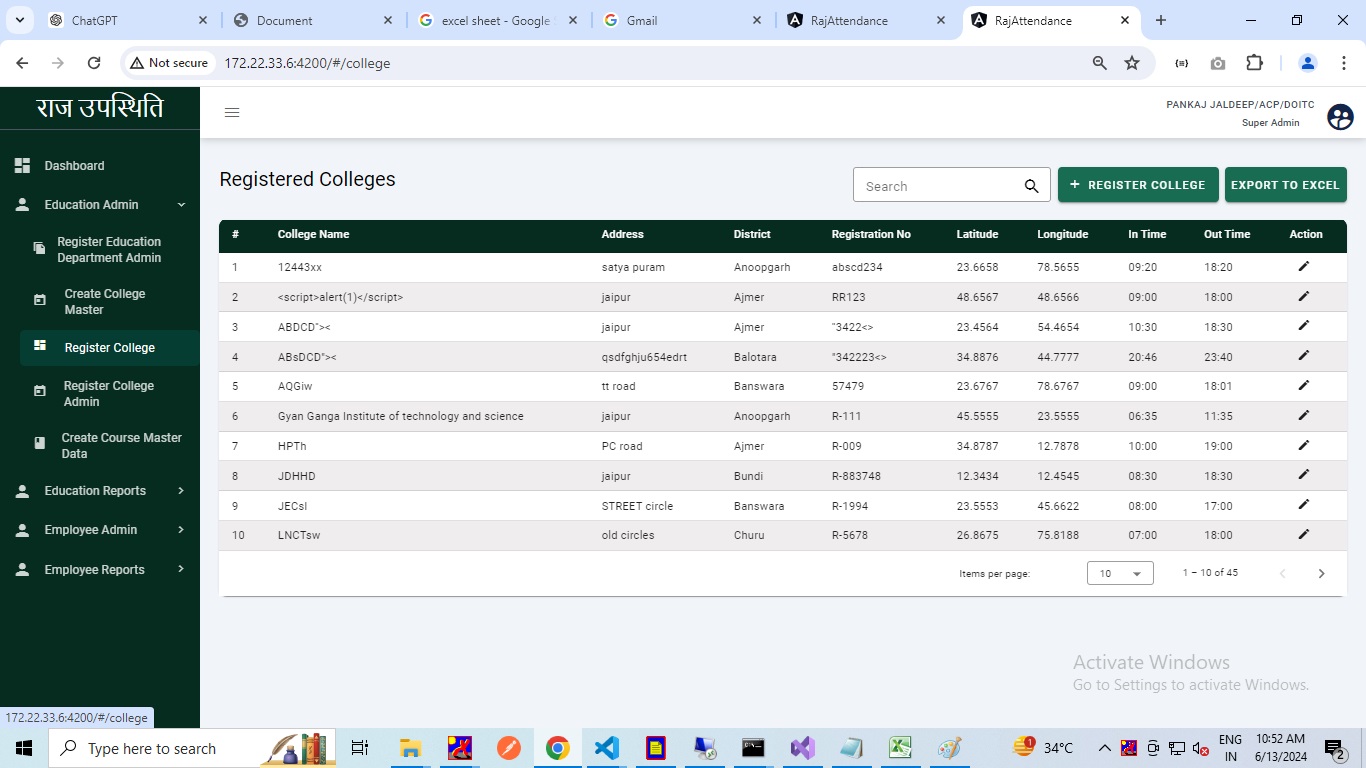 ChatGPT
Document
excel sheet - Google
Gmail
RajAttendance
RajAttendance
Not secure
172.22.33.6:4200/#/college
राज उपस्थिति
PANKAJ JALDEEP/ACP/DOITC
Super Admin
Dashboard
Education Admin
Register Education
Department Admin
Create College
Master
Register College
Register College
Admin
Create Course Master
Data
Education Reports
Employee Admin
Employee Reports
Registered Colleges
Search
+ REGISTER COLLEGE
EXPORT TO EXCEL
# College Name Address District Registration No Latitude Longitude In Time Out Time Action
1 12443xx satya puram Anoopgarh abscd234 23.6658 78.5655 09:20 18:20
2 <script>alert(1)</script> jaipur Ajmer RR123 48.6567 48.6566 09:00 18:00
3 ABDCD">< jaipur Ajmer "3422<> 23.4564 54.4654 10:30 18:30
4 ABsDCD">< qsdfghju654edrt Balotara "342223<> 34.8876 44.7777 20:46 23:40
5 AQGiw tt road Banswara 57479 23.6767 78.6767 09:00 18:01
6 Gyan Ganga Institute of technology and science jaipur Anoopgarh R-111 45.5555 23.5555 06:35 11:35
7 HPTh PC road Ajmer R-009 34.8787 12.7878 10:00 19:00
8 JDHHD jaipur Bundi R-883748 12.3434 12.4545 08:30 18:30
9 JECsI STREET circle Banswara R-1994 23.5553 45.6622 08:00 17:00
10 LNCTsw old circles Churu R-5678 26.8675 75.8188 07:00 18:00
Items per page: 10 1 – 10 of 45
Activate Windows
Go to Settings to activate Windows.
172.22.33.6:4200/#/college
Type here to search
1
34°C
ENG
IN
10:52 AM
6/13/2024
2